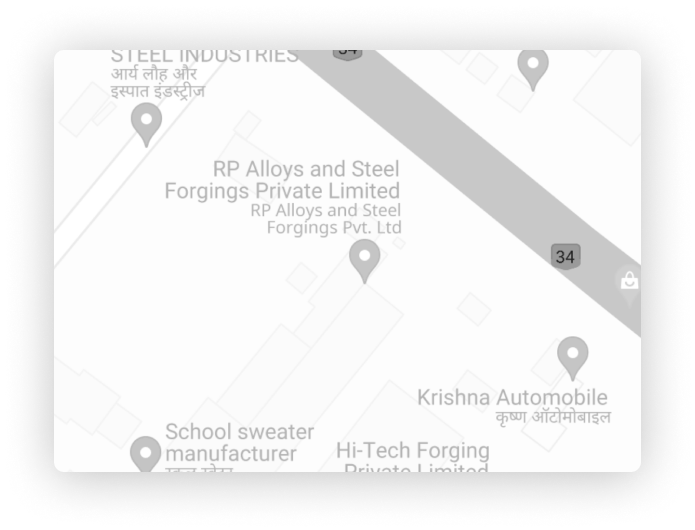 STEEL INDUSTRIES
आर्य लौह और
इस्पात इंडस्ट्रीज
34
RP Alloys and Steel
Forgings Private Limited
RP Alloys and Steel
Forgings Pvt. Ltd
34
Krishna Automobile
कृष्ण ऑटोमोबाइल
School sweater
manufacturer
Hi-Tech Forging
Private Limited